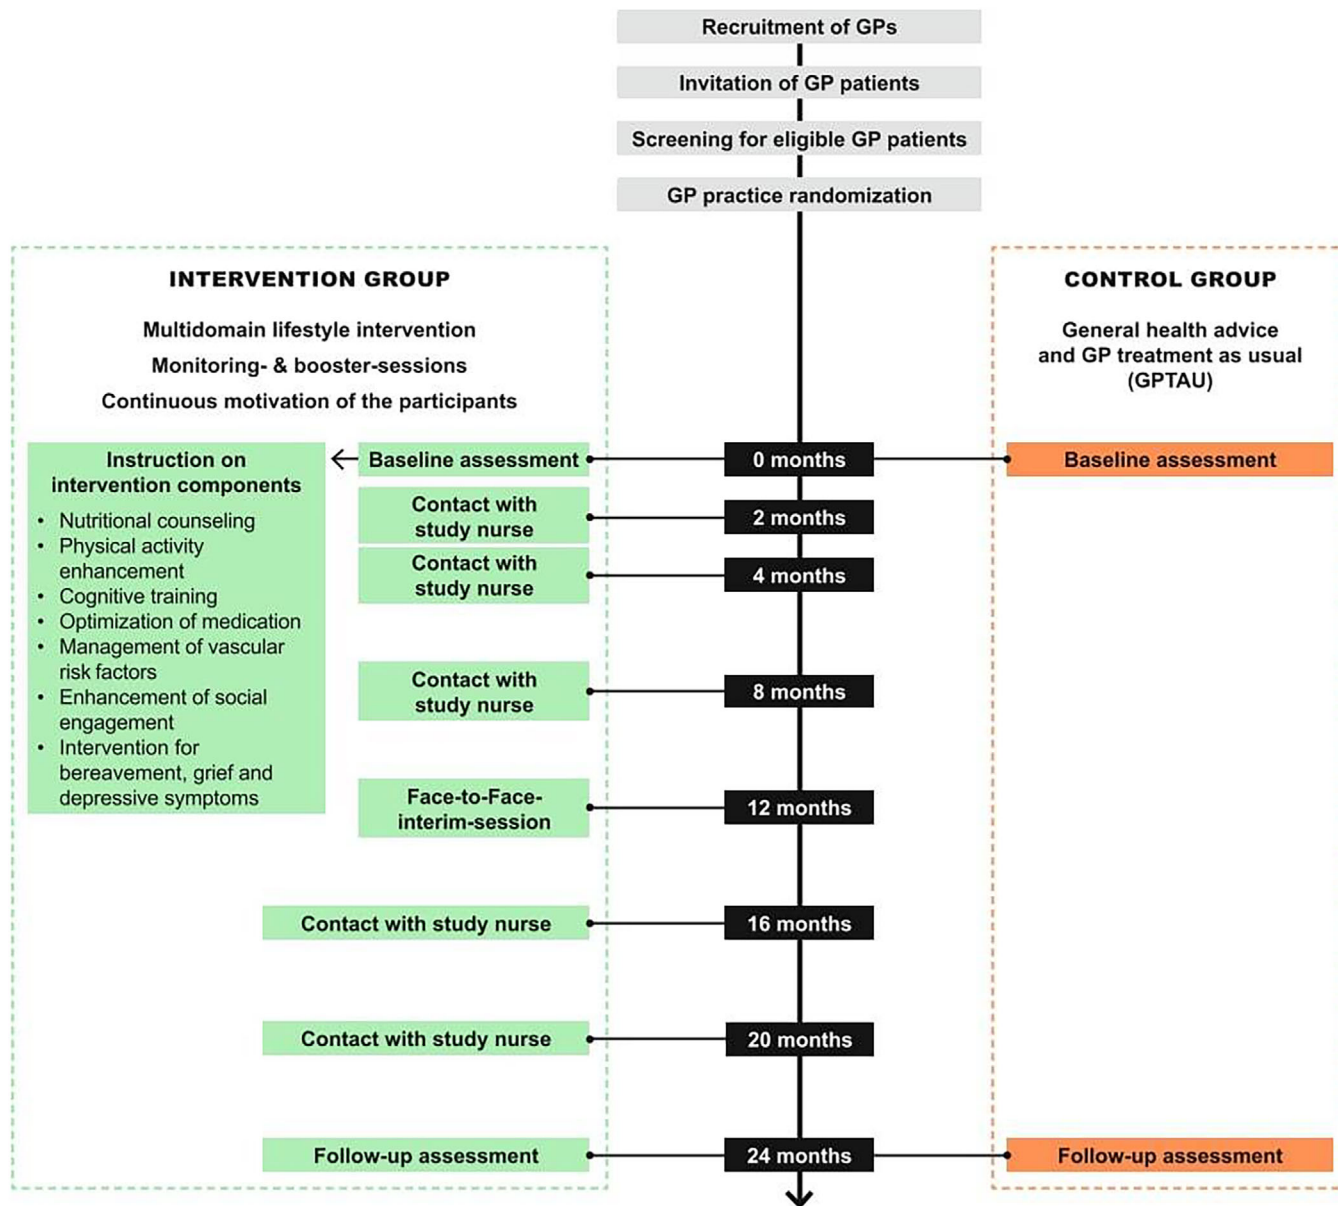 Recruitment of GPs
Invitation of GP patients
Screening for eligible GP patients
GP practice randomization
INTERVENTION GROUP
Multidomain lifestyle intervention
Monitoring- & booster-sessions
Continuous motivation of the participants
CONTROL GROUP
General health advice
and GP treatment as usual
(GPTAU)
Instruction on
intervention components
• Nutritional counseling
• Physical activity
enhancement
• Cognitive training
• Optimization of medication
• Management of vascular
risk factors
• Enhancement of social
engagement
• Intervention for
bereavement, grief and
depressive symptoms
Baseline assessment
0 months
Baseline assessment
Contact with
study nurse
2 months
Contact with
study nurse
4 months
Contact with
study nurse
8 months
Face-to-Face-
interim-session
12 months
Contact with study nurse
16 months
Contact with study nurse
20 months
Follow-up assessment
24 months
Follow-up assessment